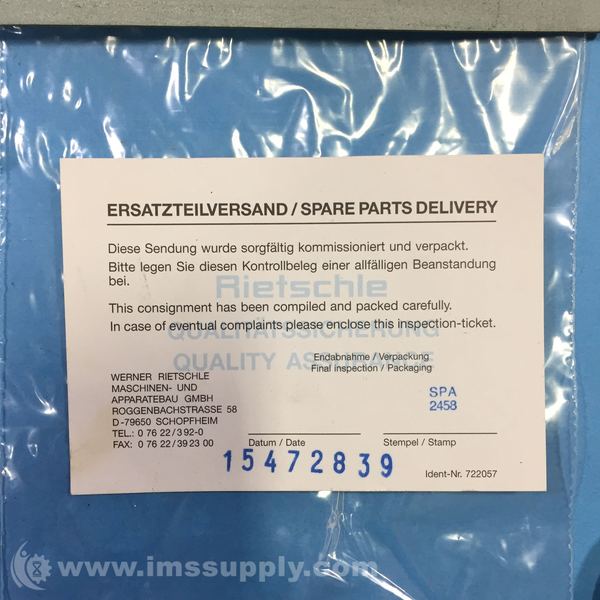 ERSATZTEILVERSAND / SPARE PARTS DELIVERY
Diese Sendung wurde sorgfältig kommissioniert und verpackt.
Bitte legen Sie diesen Kontrollbeleg einer allfälligen Beanstandung
bei.
Rietschle
This consignment has been compiled and packed carefully.
In case of eventual complaints please enclose this inspection-ticket.
QUALITÄTSSICHERUNG
QUALITY ASSURANCE
Endabnahme / Verpackung
Final inspection / Packaging
WERNER RIETSCHLE
MASCHINEN- UND
APPARATEBAU GMBH
ROGGENBACHSTRASSE 58
D-79650 SCHOPFHEIM
TEL.: 0 76 22 / 3 92-0
FAX: 0 76 22 / 39 23 00
SPA
2458
Datum / Date
Stempel / Stamp
15472839
Ident-Nr. 722057
www.imssupply.com